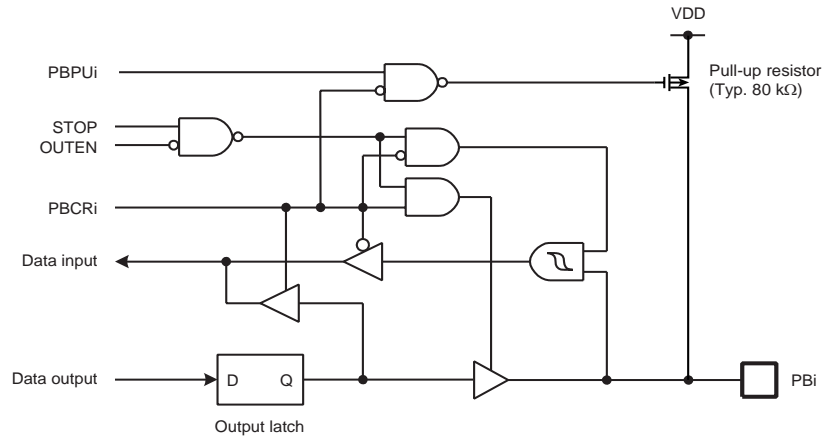 VDD
PBPUi
Pull-up resistor
(Typ. 80 kΩ)
STOP
OUTEN
PBCRi
Data input
Data output
D Q
PBi
Output latch